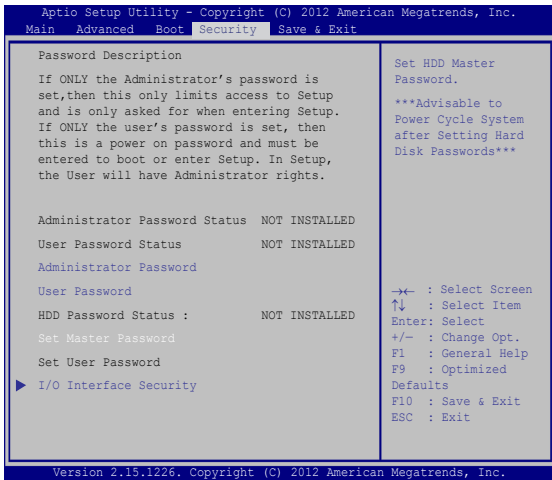 Aptio Setup Utility - Copyright (C) 2012 American Megatrends, Inc.
Main Advanced Boot Security Save & Exit
Password Description
If ONLY the Administrator's password is
set,then this only limits access to Setup
and is only asked for when entering Setup.
If ONLY the user's password is set, then
this is a power on password and must be
entered to boot or enter Setup. In Setup,
the User will have Administrator rights.
Administrator Password Status NOT INSTALLED
User Password Status NOT INSTALLED
Administrator Password
User Password
HDD Password Status : NOT INSTALLED
Set Master Password
Set User Password
I/O Interface Security
Set HDD Master
Password.
***Advisable to
Power Cycle System
after Setting Hard
Disk Passwords***
→← : Select Screen
↑↓ : Select Item
Enter: Select
+/— : Change Opt.
F1 : General Help
F9 : Optimized
Defaults
F10 : Save & Exit
ESC : Exit
Version 2.15.1226. Copyright (C) 2012 American Megatrends, Inc.